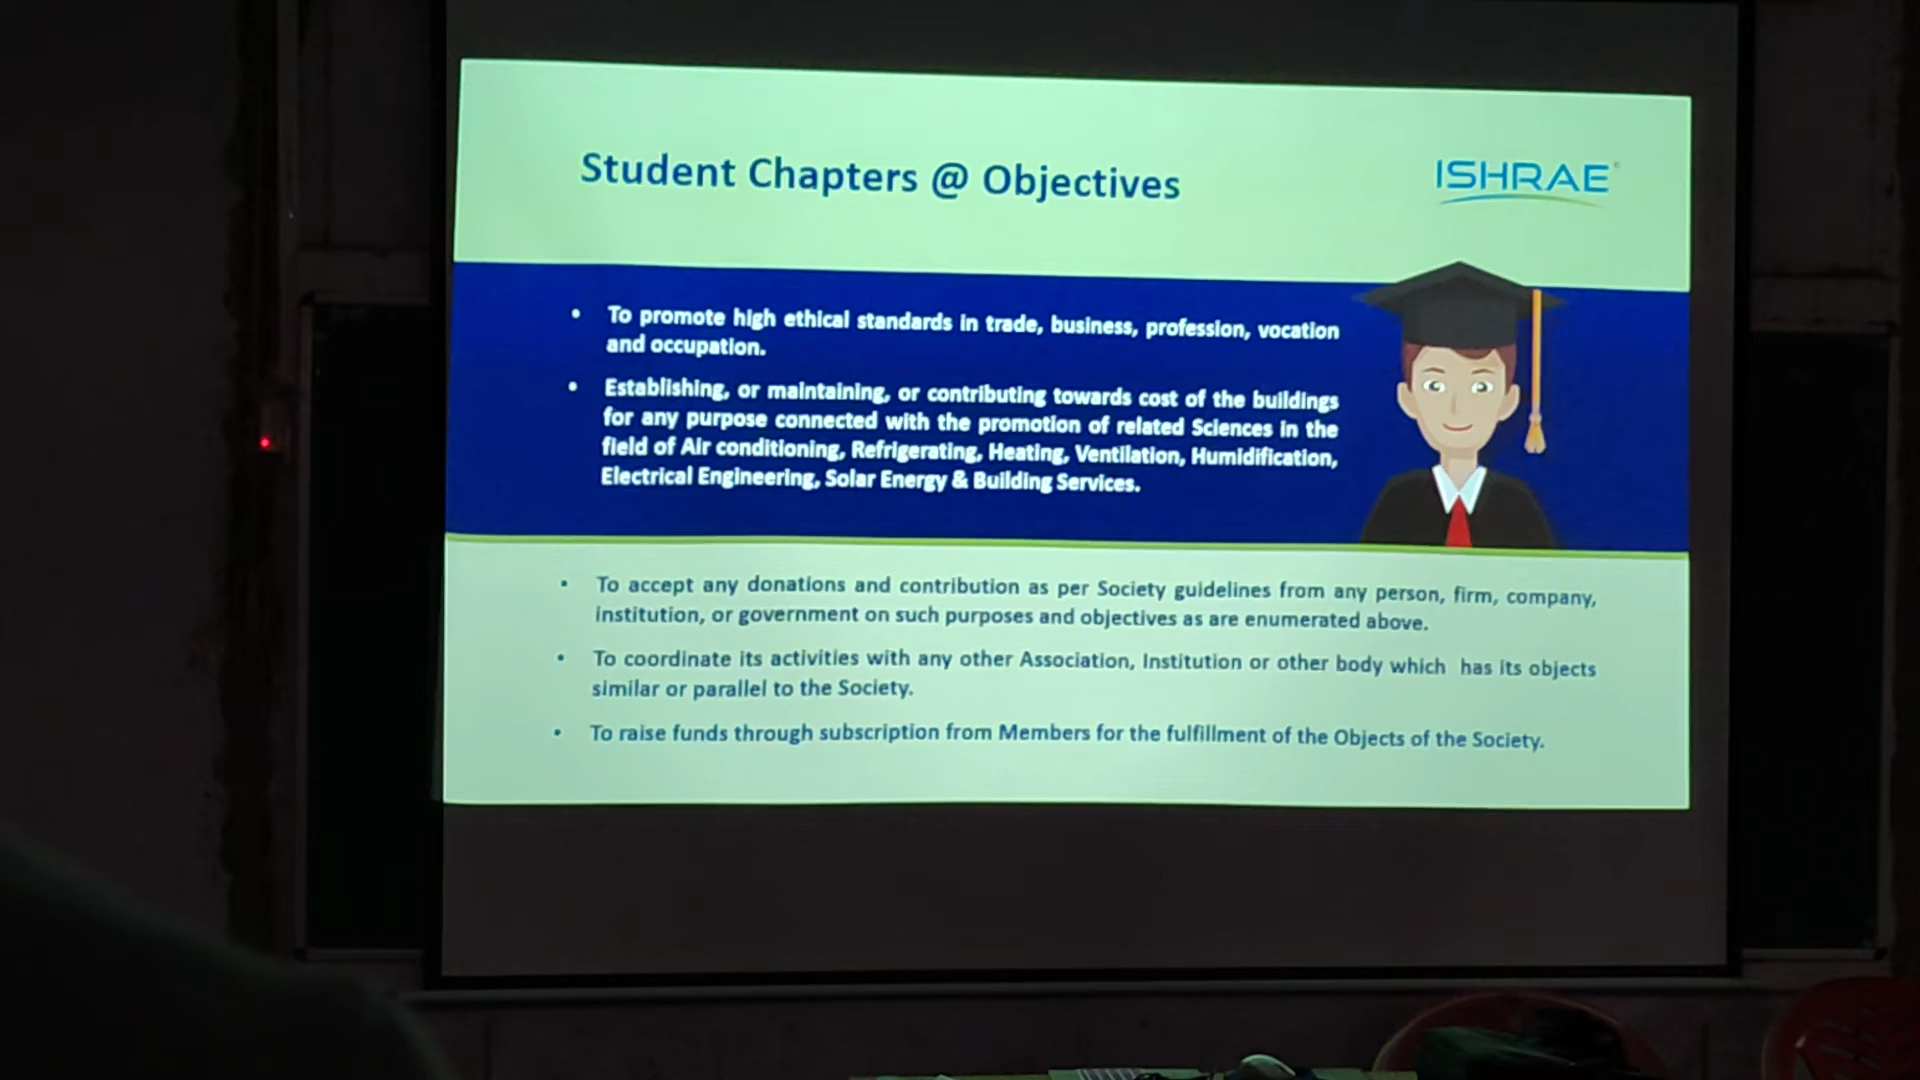 Student Chapters @ Objectives
ISHRAE
• To promote high ethical standards in trade, business, profession, vocation
and occupation.
• Establishing, or maintaining, or contributing towards cost of the buildings
for any purpose connected with the promotion of related Sciences in the
field of Air conditioning, Refrigerating, Heating, Ventilation, Humidification,
Electrical Engineering, Solar Energy & Building Services.
• To accept any donations and contribution as per Society guidelines from any person, firm, company,
institution, or government on such purposes and objectives as are enumerated above.
• To coordinate its activities with any other Association, Institution or other body which has its objects
similar or parallel to the Society.
• To raise funds through subscription from Members for the fulfillment of the Objects of the Society.